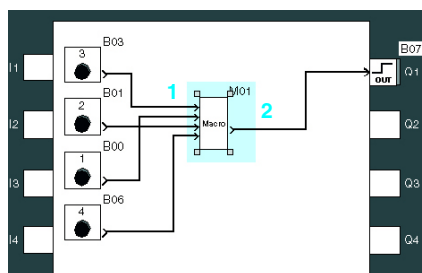 B03
3
I1
B01
2
I2
B00
1
I3
B06
4
I4
1
M01
Macro
2
B07
OUT
Q1
Q2
Q3
Q4